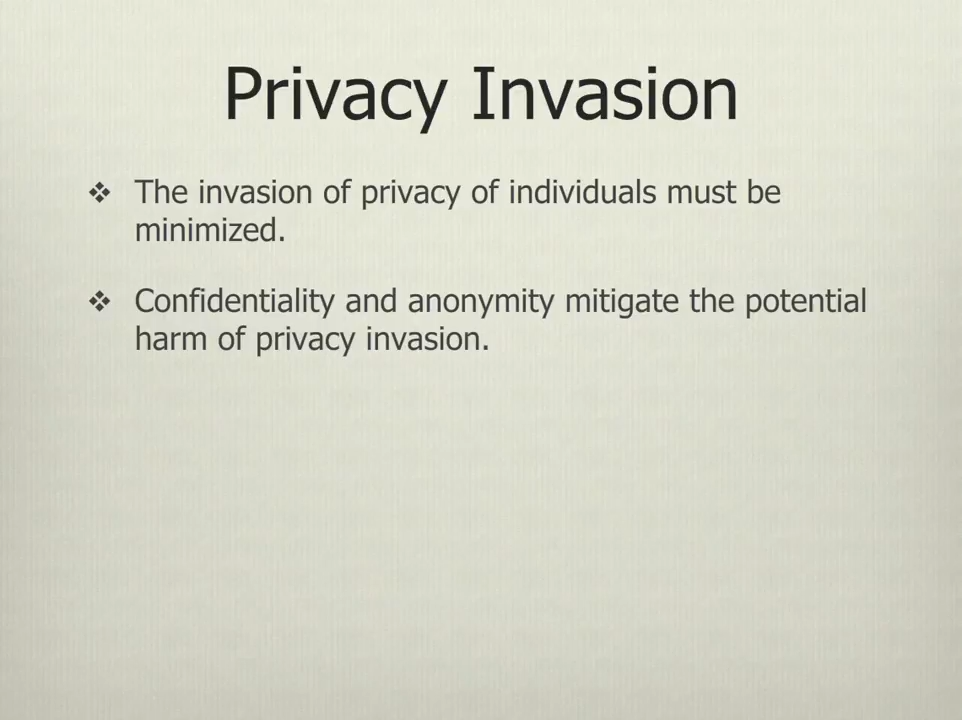 Privacy Invasion
❖ The invasion of privacy of individuals must be
minimized.
❖ Confidentiality and anonymity mitigate the potential
harm of privacy invasion.